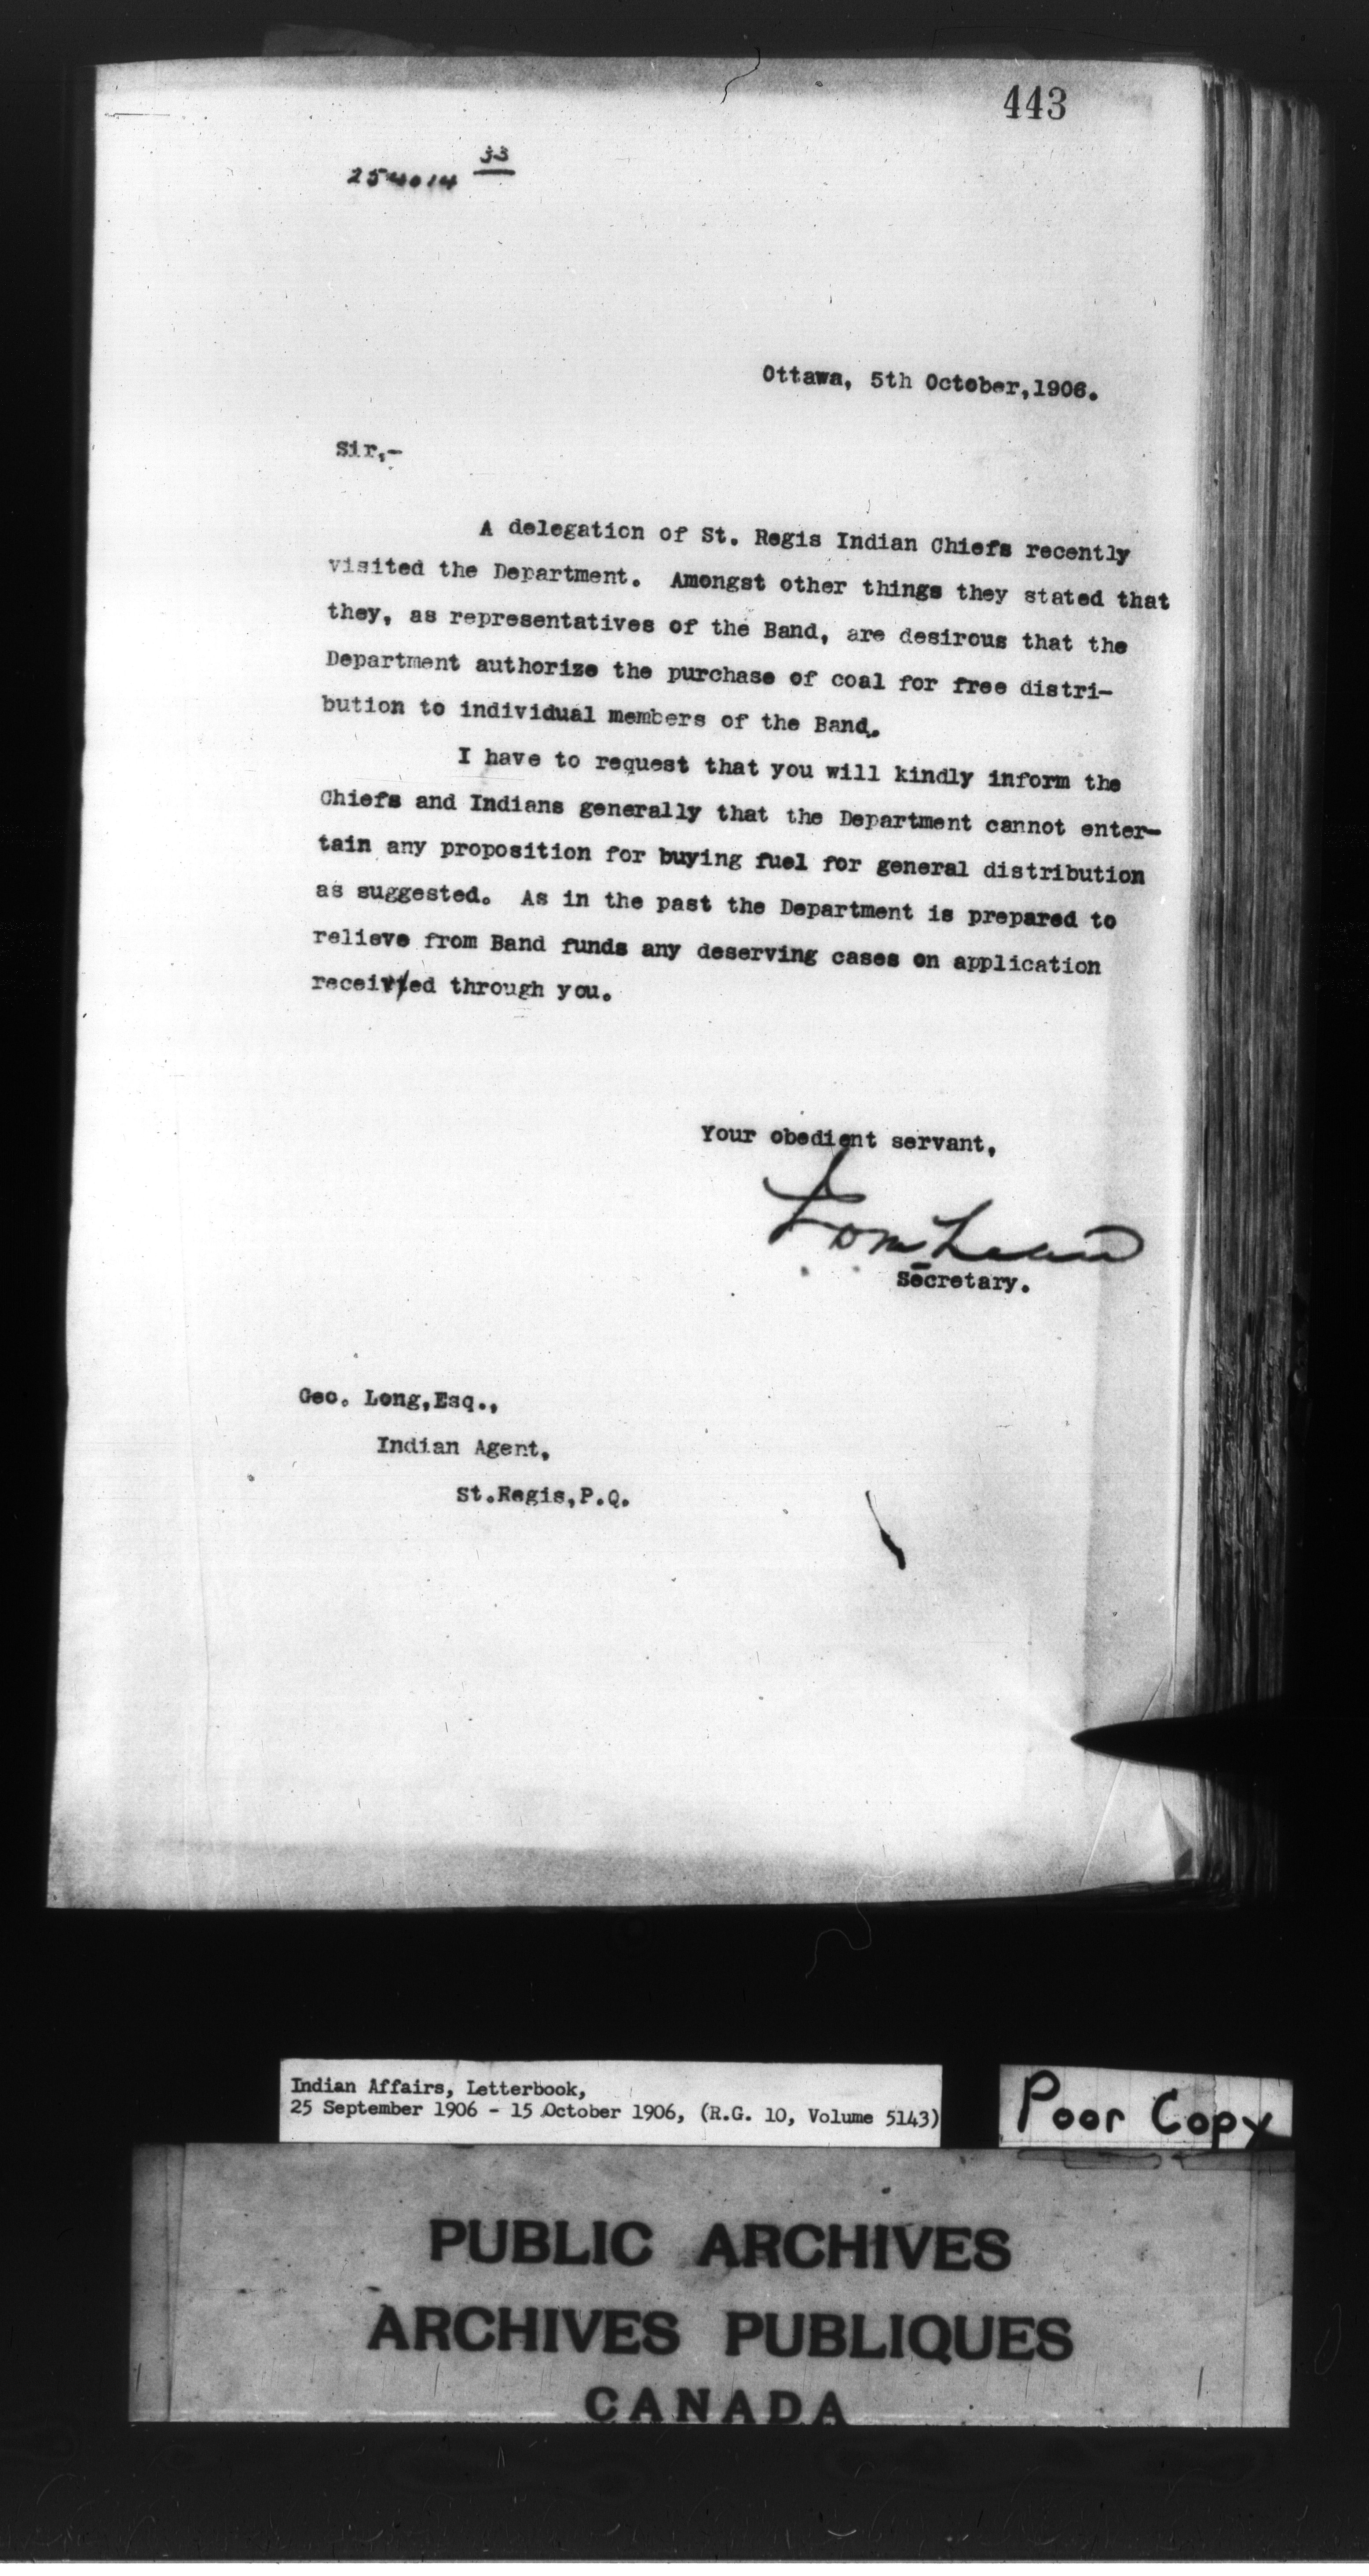 443
33
254014
Ottawa, 5th October,1906.
Sir,-
A delegation of St. Regis Indian Chiefs recently
visited the Department. Amongst other things they stated that
they, as representatives of the Band, are desirous that the
Department authorize the purchase of coal for free distri-
bution to individual members of the Band.
I have to request that you will kindly inform the
Chiefs and Indians generally that the Department cannot enter-
tain any proposition for buying fuel for general distribution
as suggested. As in the past the Department is prepared to
relieve from Band funds any deserving cases on application
received through you.
Your obedient servant,
Secretary.
Geo. Long,Esq.,
Indian Agent,
St.Regis,P.Q.
Indian Affairs, Letterbook,
25 September 1906 - 15 October 1906, (R.G. 10, Volume 5143)
Poor Copy
PUBLIC ARCHIVES
ARCHIVES PUBLIQUES
CANADA